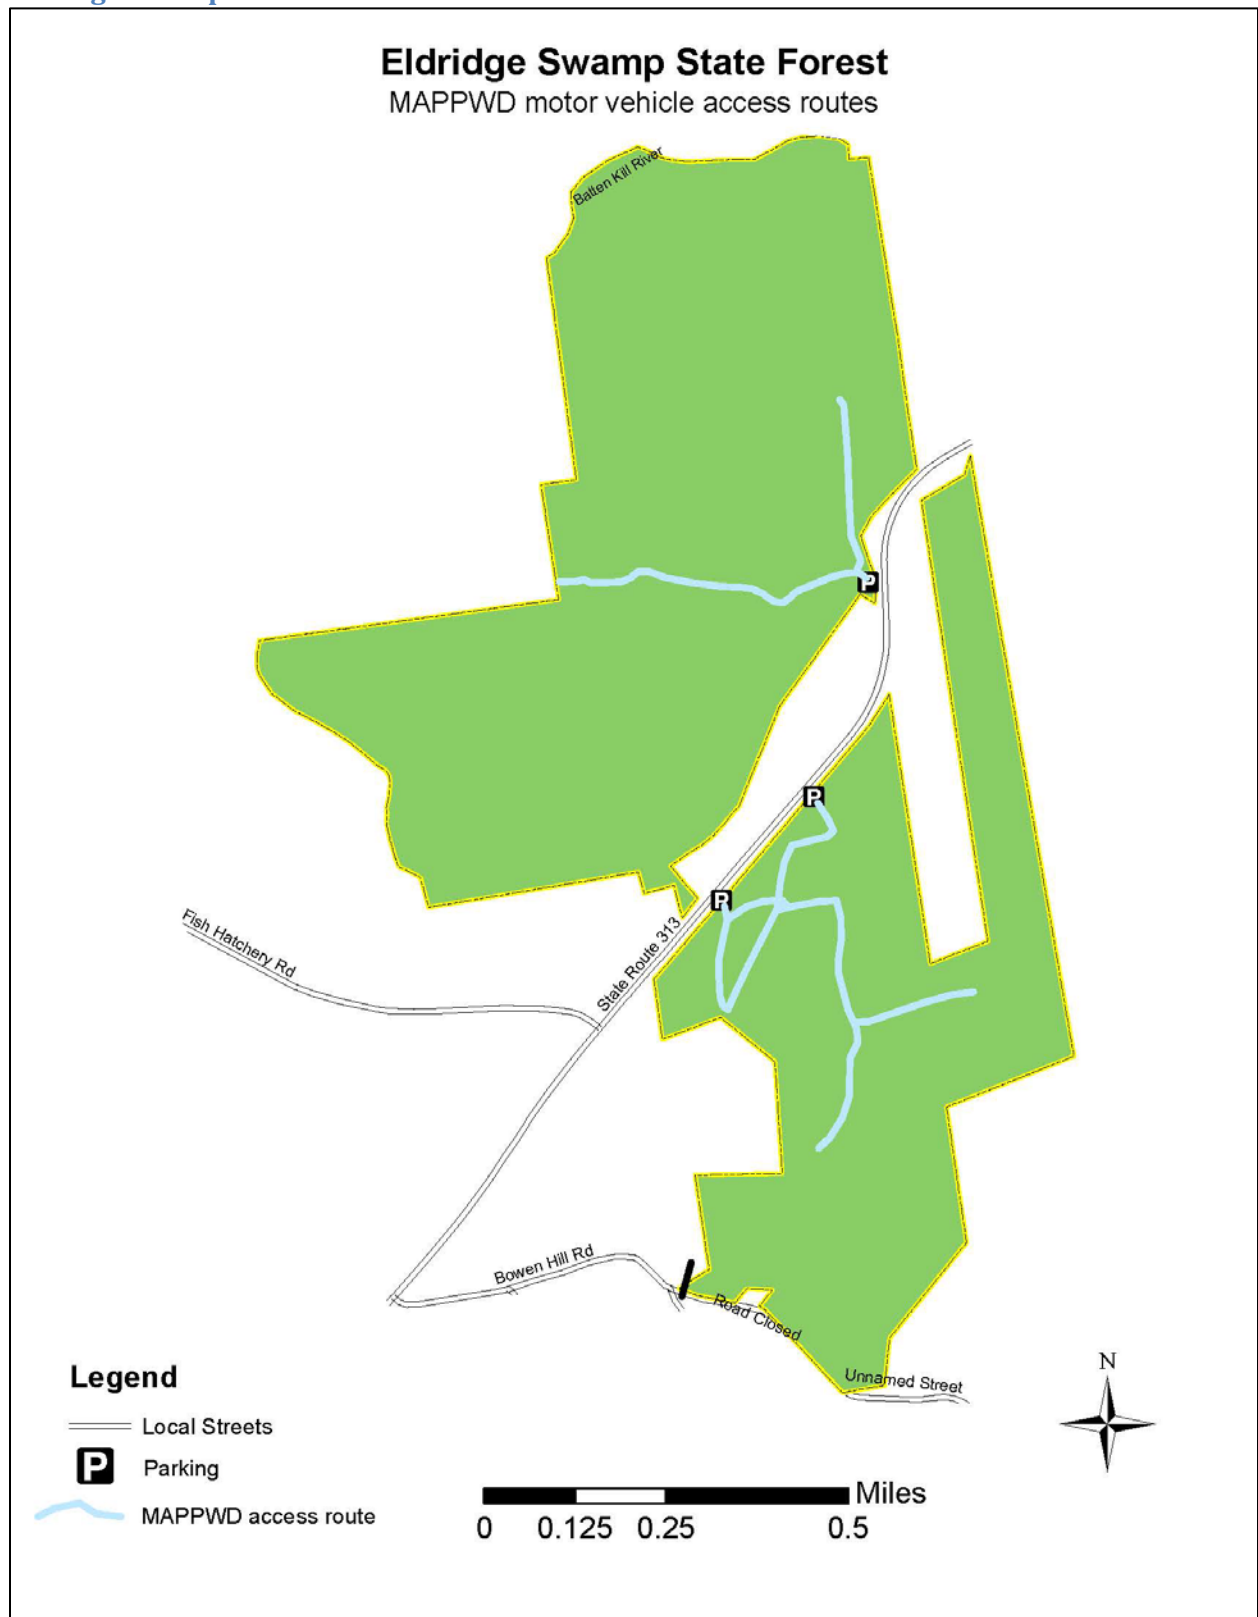 Eldridge Swamp State Forest
MAPPWD motor vehicle access routes
Batten Kill River
P
P
P
State Route 313
Fish Hatchery Rd
Bowen Hill Rd
Road Closed
Unnamed Street
N
Legend
Local Streets
P Parking
MAPPWD access route
Miles
0 0.125 0.25 0.5